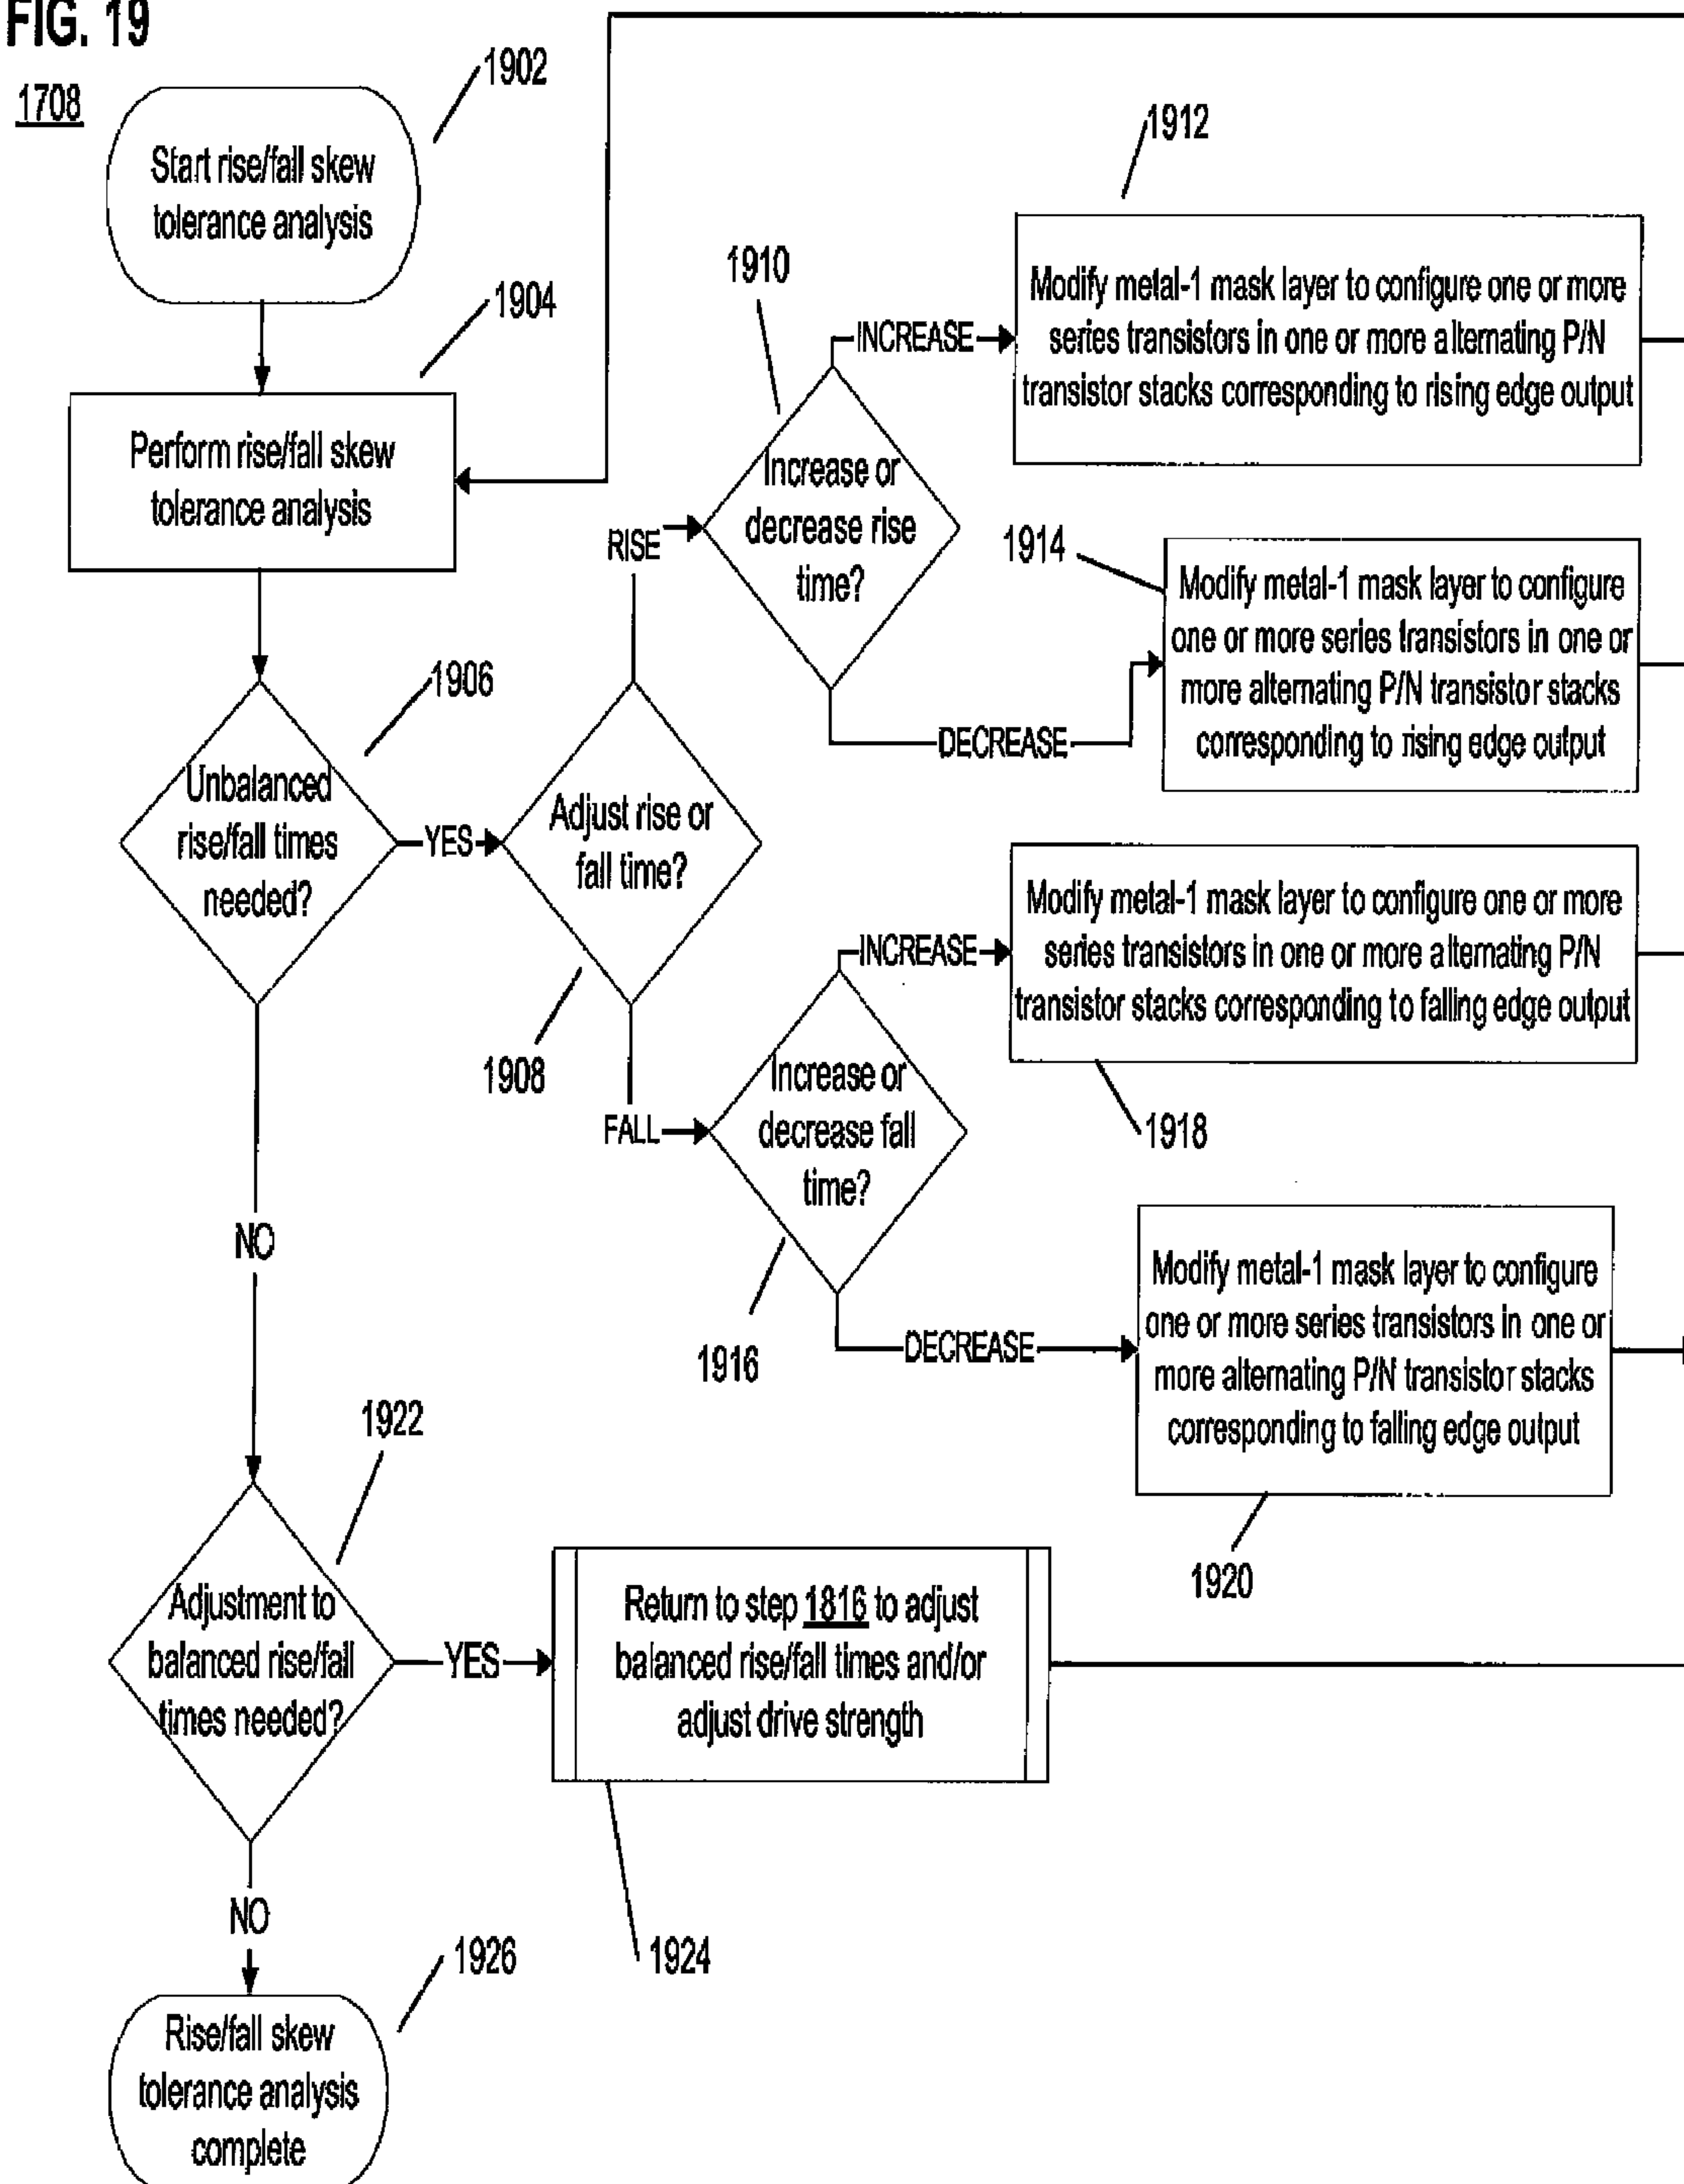 FIG. 19
1708
1902
Start rise/fall skew
tolerance analysis
1904
Perform rise/fall skew
tolerance analysis
1906
Unbalanced
rise/fall times
needed?
YES
NO
1908
Adjust rise or
fall time?
RISE
FALL
1910
Increase or
decrease rise
time?
INCREASE
DECREASE
1912
Modify metal-1 mask layer to configure one or more
series transistors in one or more alternating P/N
transistor stacks corresponding to rising edge output
1914
Modify metal-1 mask layer to configure
one or more series transistors in one or
more alternating P/N transistor stacks
corresponding to rising edge output
1916
Increase or
decrease fall
time?
INCREASE
DECREASE
1918
Modify metal-1 mask layer to configure one or more
series transistors in one or more alternating P/N
transistor stacks corresponding to falling edge output
1920
Modify metal-1 mask layer to configure
one or more series transistors in one or
more alternating P/N transistor stacks
corresponding to falling edge output
1922
Adjustment to
balanced rise/fall
times needed?
YES
NO
1924
Return to step 1816 to adjust
balanced rise/fall times and/or
adjust drive strength
1926
Rise/fall skew
tolerance analysis
complete